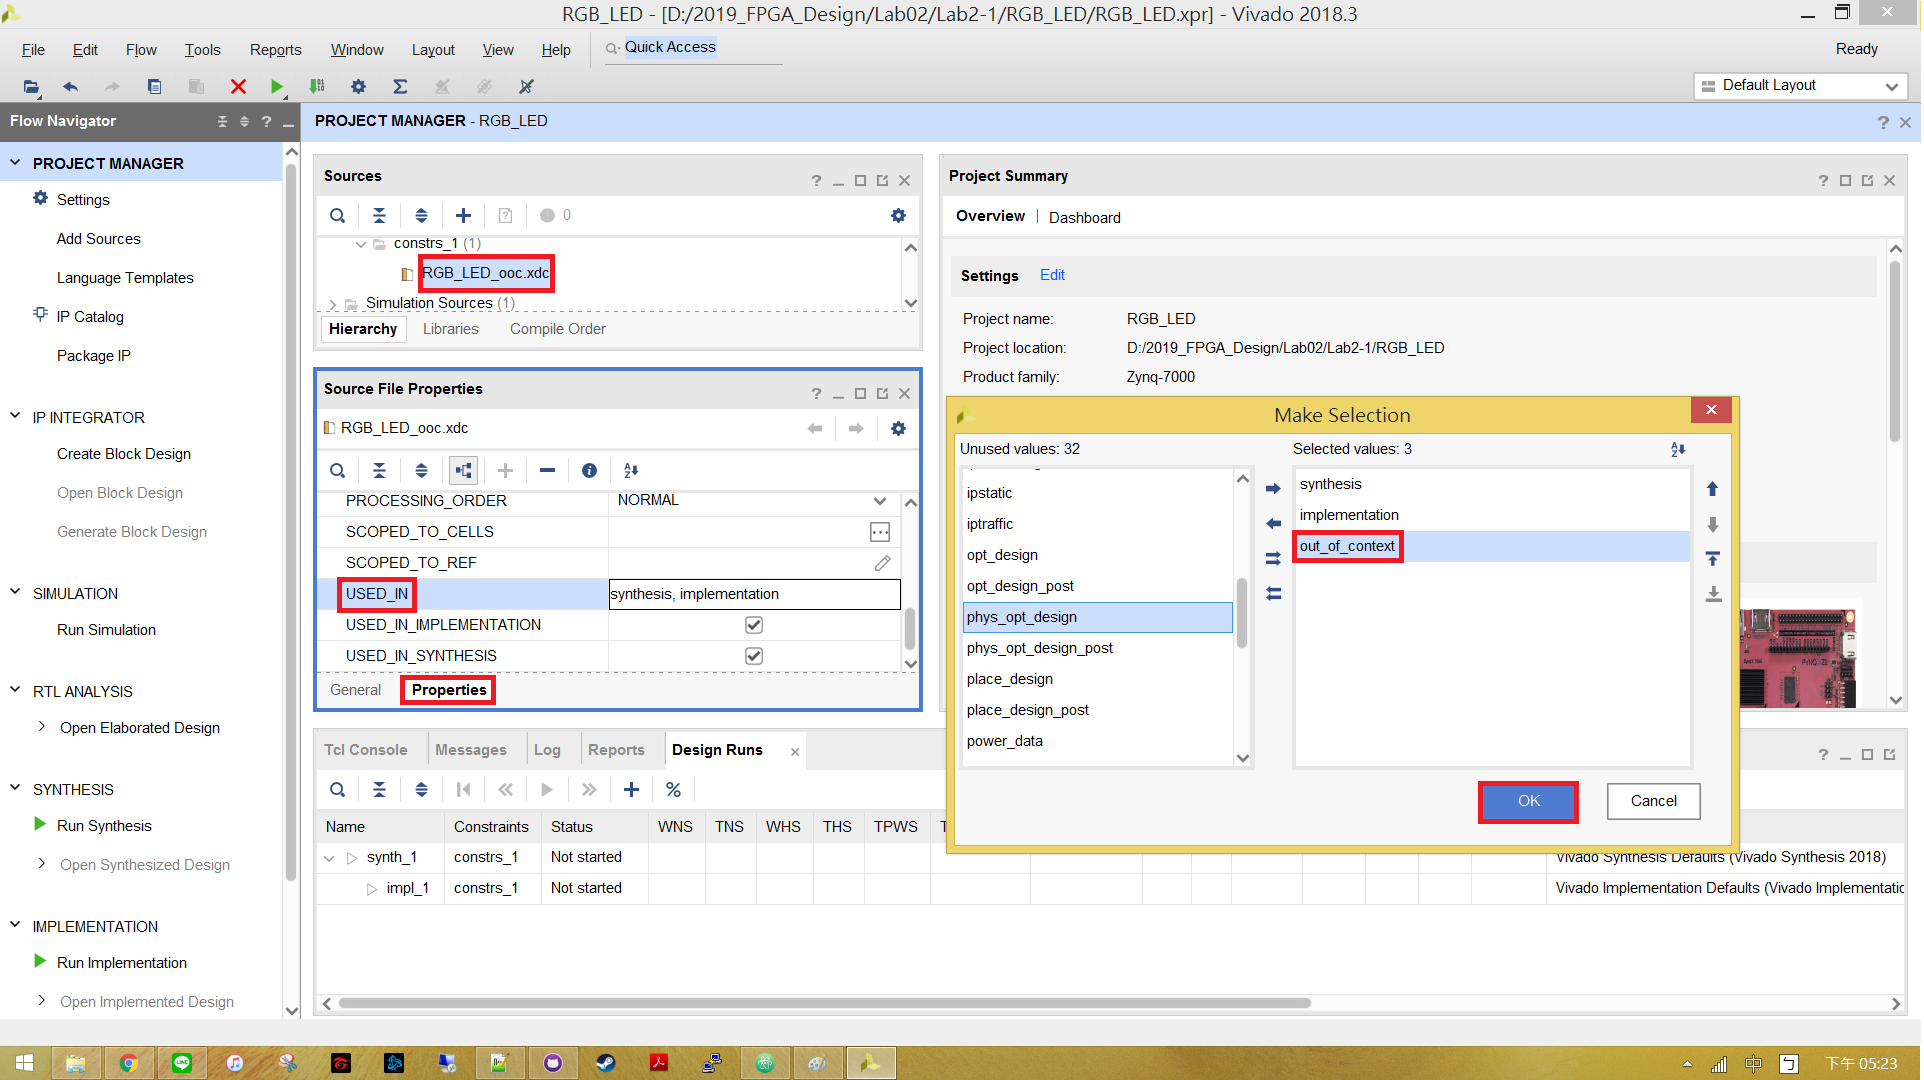 RGB_LED - [D:/2019_FPGA_Design/Lab02/Lab2-1/RGB_LED/RGB_LED.xpr] - Vivado 2018.3
File Edit Flow Tools Reports Window Layout View Help Quick Access Ready
Default Layout
Flow Navigator
PROJECT MANAGER
Settings
Add Sources
Language Templates
IP Catalog
Package IP
IP INTEGRATOR
Create Block Design
Open Block Design
Generate Block Design
SIMULATION
Run Simulation
RTL ANALYSIS
Open Elaborated Design
SYNTHESIS
Run Synthesis
Open Synthesized Design
IMPLEMENTATION
Run Implementation
Open Implemented Design
PROJECT MANAGER - RGB_LED
Sources
0
constrs_1 (1)
RGB_LED_ooc.xdc
Simulation Sources (1)
Hierarchy Libraries Compile Order
Source File Properties
RGB_LED_ooc.xdc
PROCESSING_ORDER NORMAL
SCOPED_TO_CELLS
SCOPED_TO_REF
USED_IN synthesis, implementation
USED_IN_IMPLEMENTATION
USED_IN_SYNTHESIS
General Properties
Project Summary
Overview | Dashboard
Settings Edit
Project name: RGB_LED
Project location: D:/2019_FPGA_Design/Lab02/Lab2-1/RGB_LED
Product family: Zynq-7000
Make Selection
Unused values: 32
ipstatic
iptraffic
opt_design
opt_design_post
phys_opt_design
phys_opt_design_post
place_design
place_design_post
power_data
Selected values: 3
synthesis
implementation
out_of_context
OK Cancel
Tcl Console Messages Log Reports Design Runs
Name Constraints Status WNS TNS WHS THS TPWS
synth_1 constrs_1 Not started Vivado Synthesis Defaults (Vivado Synthesis 2018)
impl_1 constrs_1 Not started Vivado Implementation Defaults (Vivado Implementatio
中 下午 05:23